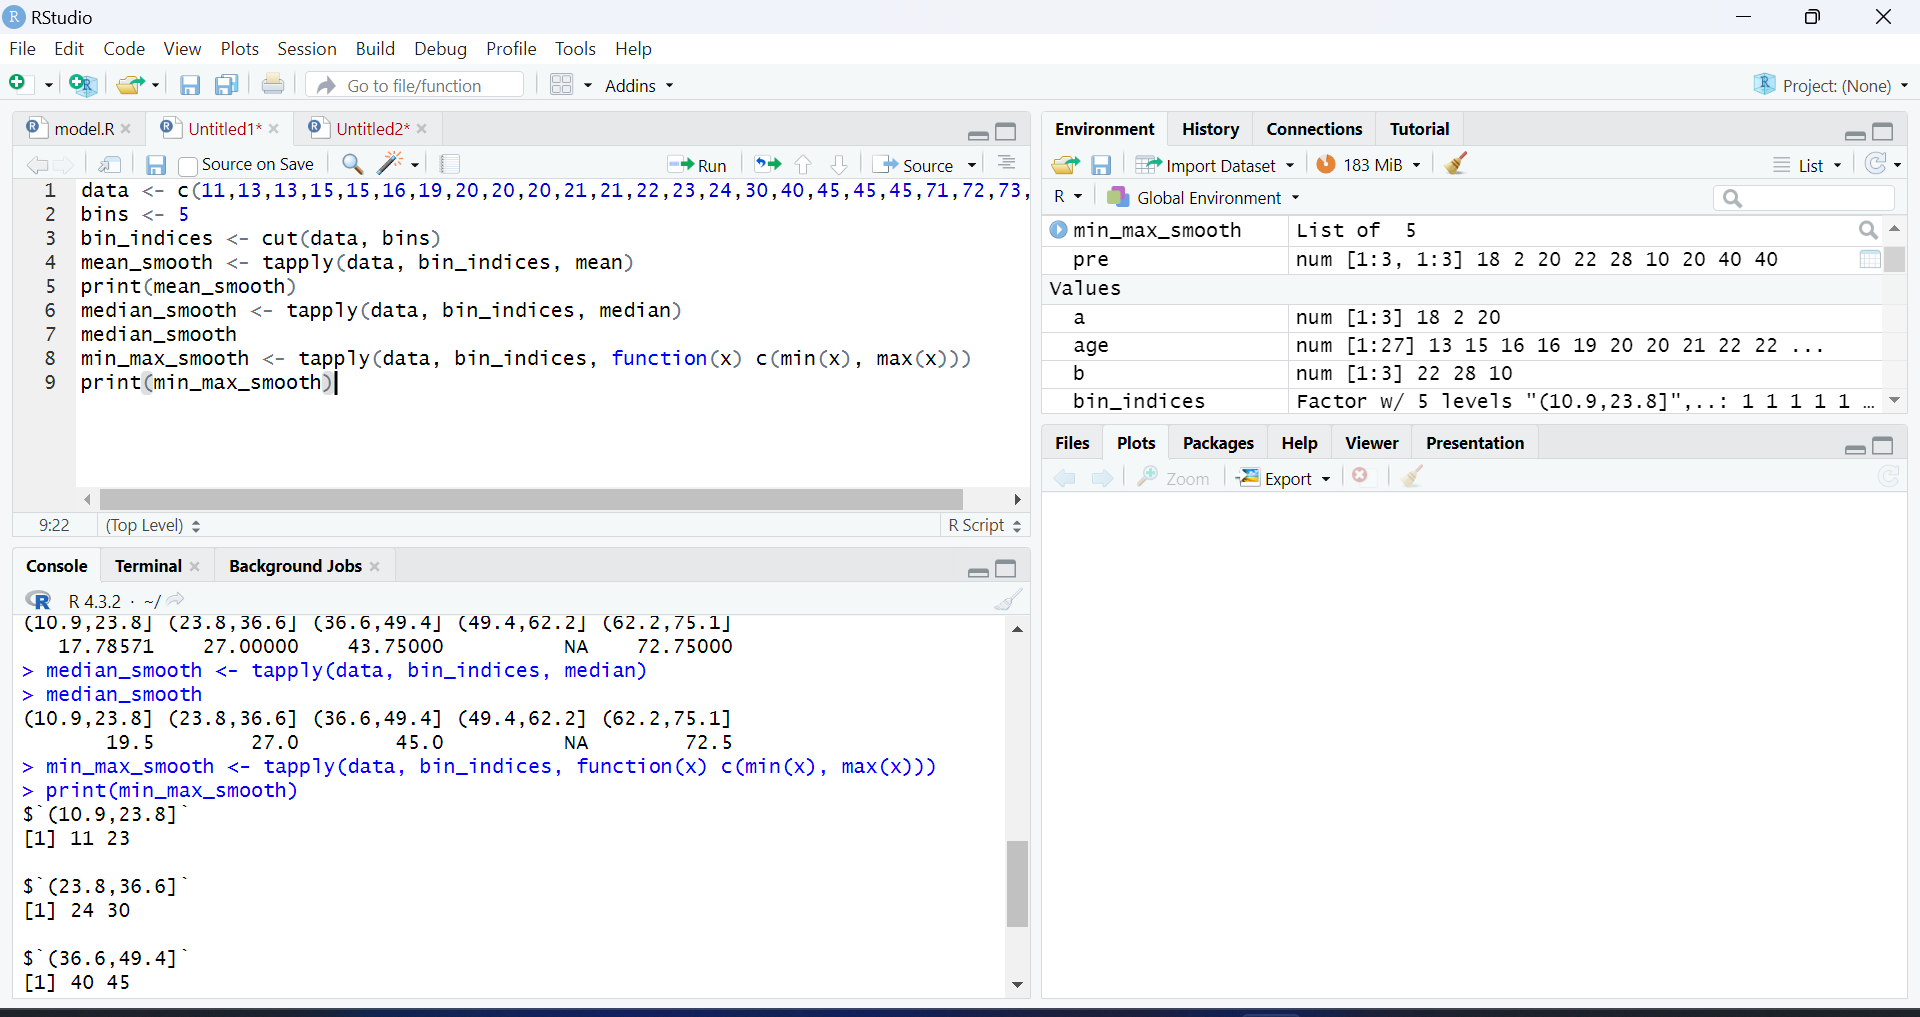 RStudio
File Edit Code View Plots Session Build Debug Profile Tools Help
Go to file/function Addins Project: (None)
model.R Untitled1* Untitled2*
Source on Save Run Source
1 data <- c(11,13,13,15,15,16,19,20,20,20,21,21,22,23,24,30,40,45,45,45,71,72,73,
2 bins <- 5
3 bin_indices <- cut(data, bins)
4 mean_smooth <- tapply(data, bin_indices, mean)
5 print(mean_smooth)
6 median_smooth <- tapply(data, bin_indices, median)
7 median_smooth
8 min_max_smooth <- tapply(data, bin_indices, function(x) c(min(x), max(x)))
9 print(min_max_smooth)
9:22 (Top Level) R Script
Console Terminal Background Jobs
R 4.3.2 · ~/
(10.9,23.8] (23.8,36.6] (36.6,49.4] (49.4,62.2] (62.2,75.1]
17.78571 27.00000 43.75000 NA 72.75000
> median_smooth <- tapply(data, bin_indices, median)
> median_smooth
(10.9,23.8] (23.8,36.6] (36.6,49.4] (49.4,62.2] (62.2,75.1]
19.5 27.0 45.0 NA 72.5
> min_max_smooth <- tapply(data, bin_indices, function(x) c(min(x), max(x)))
> print(min_max_smooth)
$`(10.9,23.8]`
[1] 11 23
$`(23.8,36.6]`
[1] 24 30
$`(36.6,49.4]`
[1] 40 45
Environment History Connections Tutorial
Import Dataset 183 MiB List
R Global Environment
min_max_smooth List of 5
pre num [1:3, 1:3] 18 2 20 22 28 10 20 40 40
Values
a num [1:3] 18 2 20
age num [1:27] 13 15 16 16 19 20 20 21 22 22 ...
b num [1:3] 22 28 10
bin_indices Factor w/ 5 levels "(10.9,23.8]",..: 1 1 1 1 1 …
Files Plots Packages Help Viewer Presentation
Zoom Export